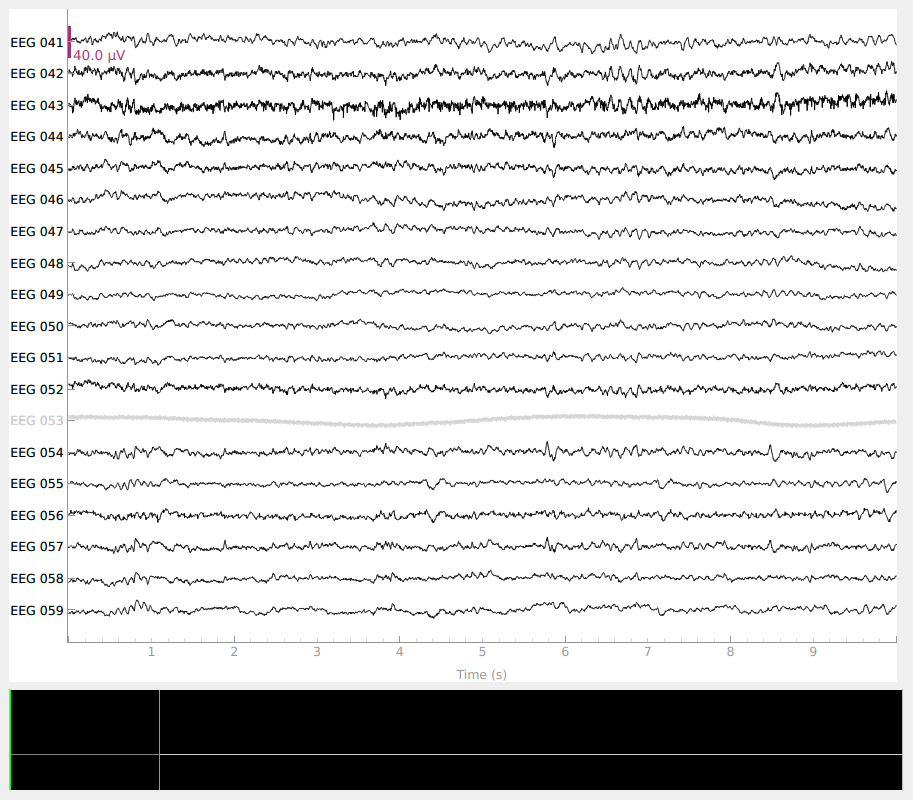 EEG 041
40.0 µV
EEG 042
EEG 043
EEG 044
EEG 045
EEG 046
EEG 047
EEG 048
EEG 049
EEG 050
EEG 051
EEG 052
EEG 053
EEG 054
EEG 055
EEG 056
EEG 057
EEG 058
EEG 059
1 2 3 4 5 6 7 8 9
Time (s)